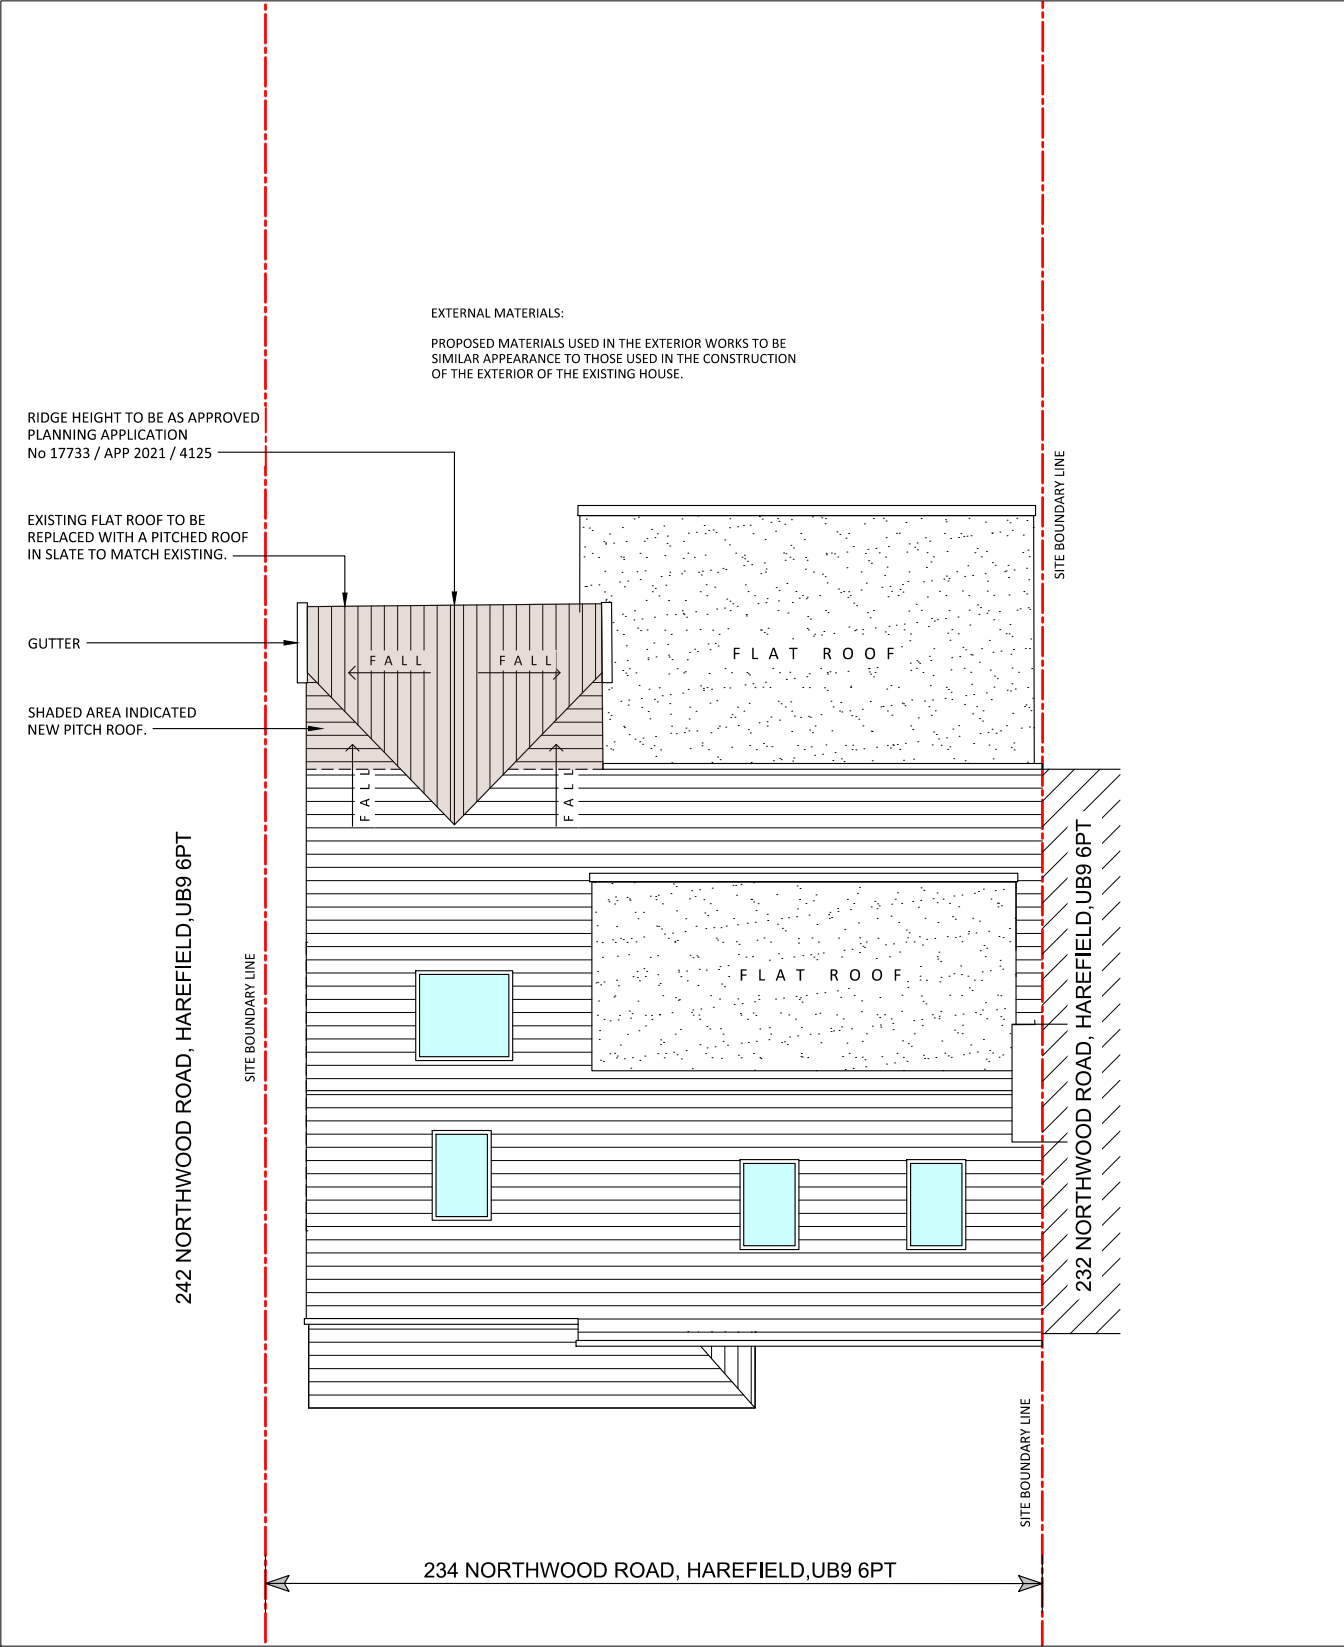 EXTERNAL MATERIALS:
PROPOSED MATERIALS USED IN THE EXTERIOR WORKS TO BE
SIMILAR APPEARANCE TO THOSE USED IN THE CONSTRUCTION
OF THE EXTERIOR OF THE EXISTING HOUSE.
RIDGE HEIGHT TO BE AS APPROVED
PLANNING APPLICATION
No 17733 / APP 2021 / 4125
EXISTING FLAT ROOF TO BE
REPLACED WITH A PITCHED ROOF
IN SLATE TO MATCH EXISTING.
GUTTER
SHADED AREA INDICATED
NEW PITCH ROOF.
FALL
FALL
FALL
FALL
FLAT ROOF
SITE BOUNDARY LINE
FLAT ROOF
242 NORTHWOOD ROAD, HAREFIELD,UB9 6PT
SITE BOUNDARY LINE
232 NORTHWOOD ROAD, HAREFIELD,UB9 6PT
SITE BOUNDARY LINE
234 NORTHWOOD ROAD, HAREFIELD,UB9 6PT